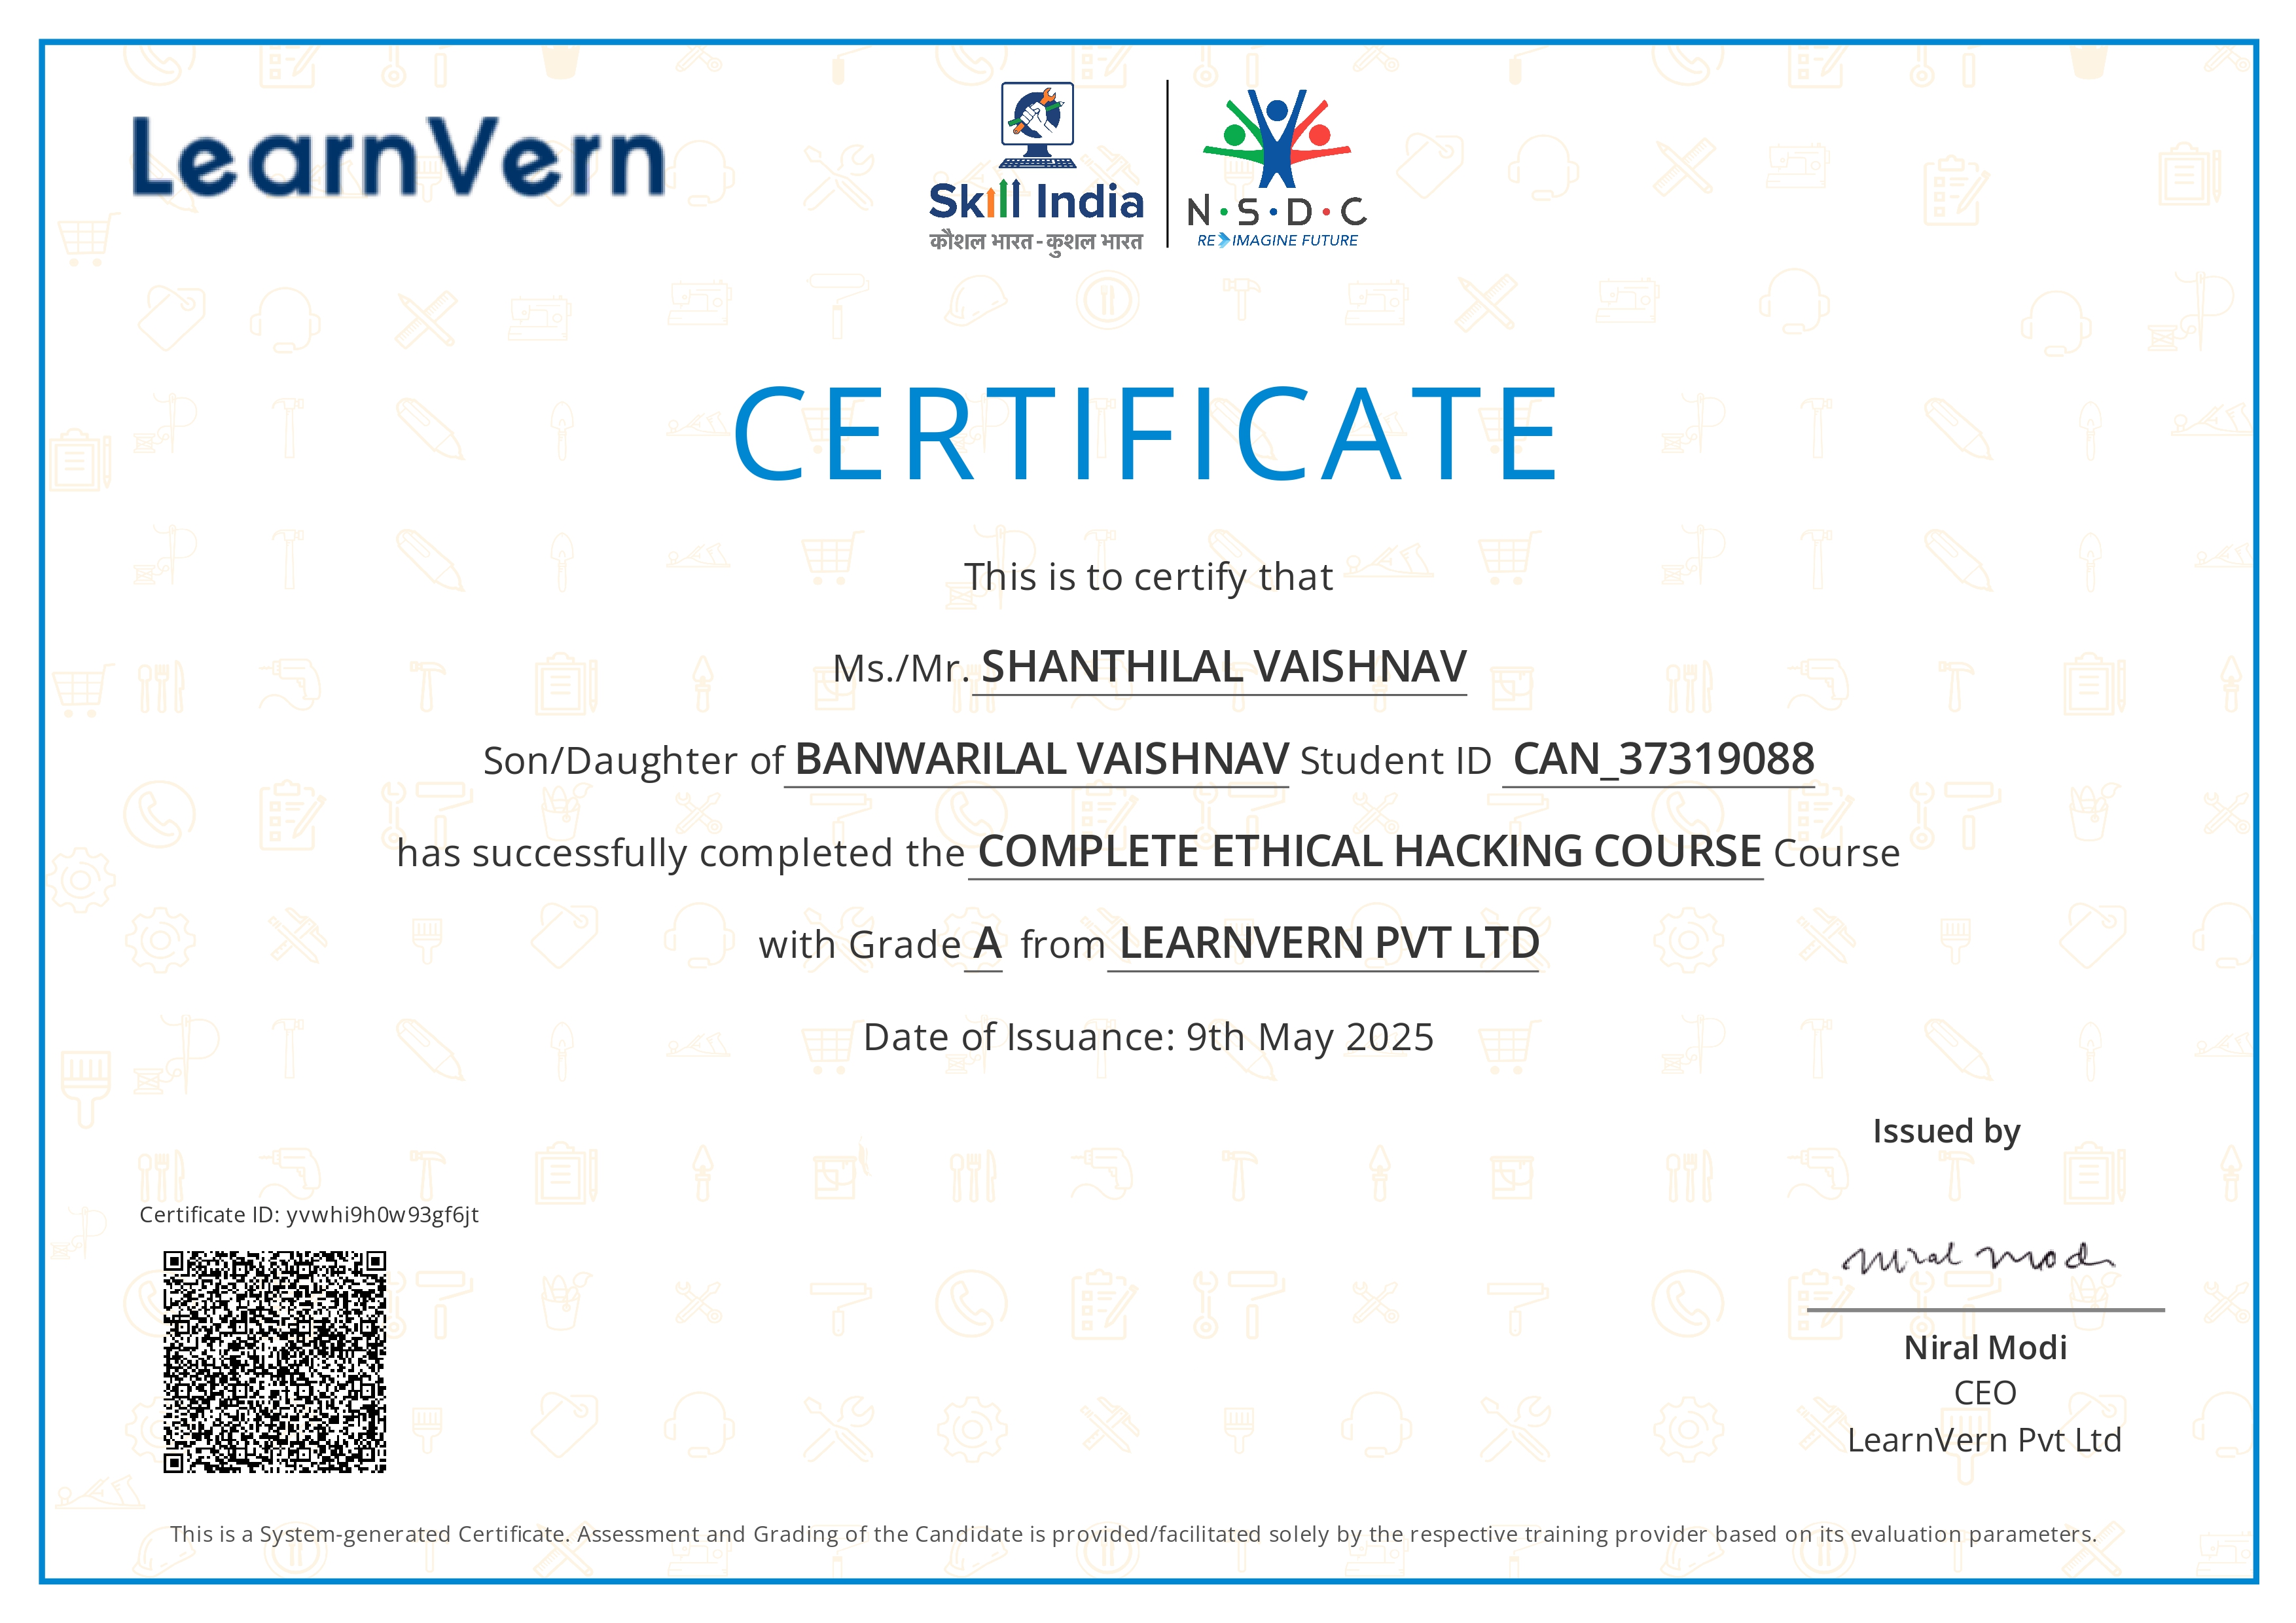 LearnVern
Skill India
कौशल भारत - कुशल भारत
N·S·D·C
RE IMAGINE FUTURE
CERTIFICATE
This is to certify that
Ms./Mr. SHANTHILAL VAISHNAV
Son/Daughter of BANWARILAL VAISHNAV Student ID CAN_37319088
has successfully completed the COMPLETE ETHICAL HACKING COURSE Course
with Grade A from LEARNVERN PVT LTD
Date of Issuance: 9th May 2025
Issued by
Certificate ID: yvwhi9h0w93gf6jt
Niral Modi
Niral Modi
CEO
LearnVern Pvt Ltd
This is a System-generated Certificate. Assessment and Grading of the Candidate is provided/facilitated solely by the respective training provider based on its evaluation parameters.